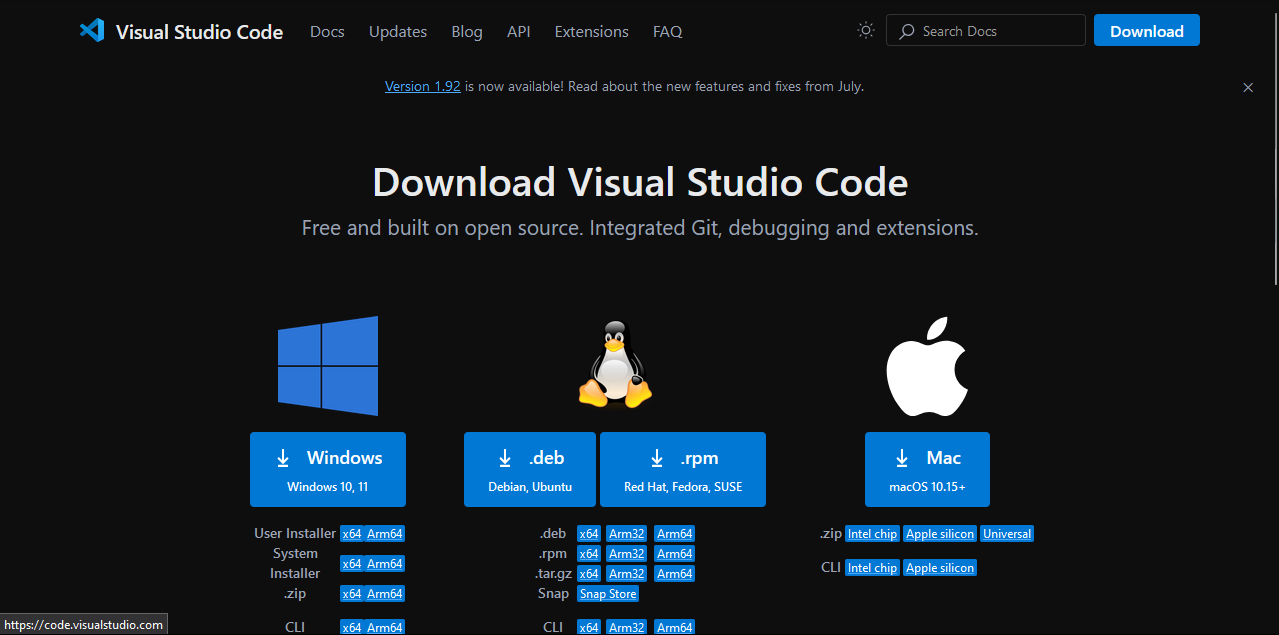 Visual Studio Code Docs Updates Blog API Extensions FAQ Search Docs Download
Version 1.92 is now available! Read about the new features and fixes from July.
Download Visual Studio Code
Free and built on open source. Integrated Git, debugging and extensions.
Windows
Windows 10, 11
.deb
Debian, Ubuntu
.rpm
Red Hat, Fedora, SUSE
Mac
macOS 10.15+
User Installer x64 Arm64
System Installer x64 Arm64
.zip x64 Arm64
CLI x64 Arm64
.deb x64 Arm32 Arm64
.rpm x64 Arm32 Arm64
.tar.gz x64 Arm32 Arm64
Snap Snap Store
CLI x64 Arm32 Arm64
.zip Intel chip Apple silicon Universal
CLI Intel chip Apple silicon
https://code.visualstudio.com